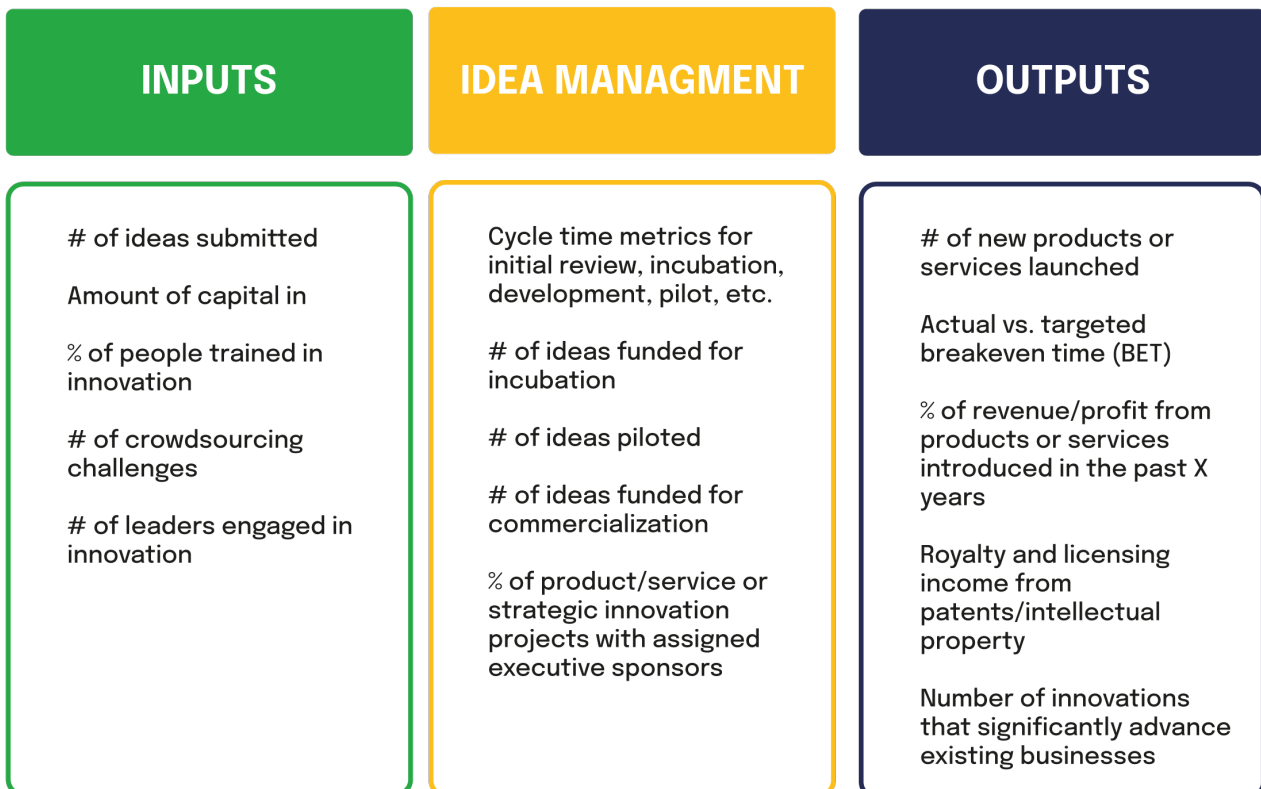 INPUTS
# of ideas submitted
Amount of capital in
% of people trained in
innovation
# of crowdsourcing
challenges
# of leaders engaged in
innovation
IDEA MANAGMENT
Cycle time metrics for
initial review, incubation,
development, pilot, etc.
# of ideas funded for
incubation
# of ideas piloted
# of ideas funded for
commercialization
% of product/service or
strategic innovation
projects with assigned
executive sponsors
OUTPUTS
# of new products or
services launched
Actual vs. targeted
breakeven time (BET)
% of revenue/profit from
products or services
introduced in the past X
years
Royalty and licensing
income from
patents/intellectual
property
Number of innovations
that significantly advance
existing businesses